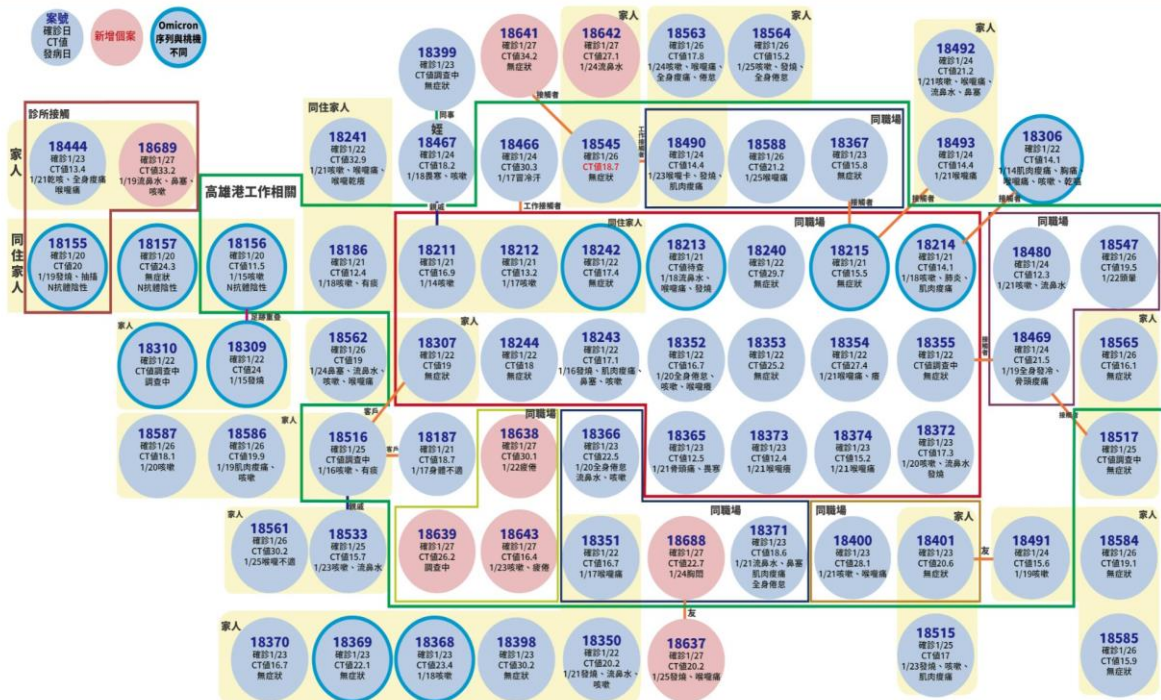 案號
確診日
CT值
發病日
新增個案
Omicron
序列與桃機
不同
18399
確診1/23
CT值調查中
無症狀
18641
確診1/27
CT值34.2
無症狀
家人
18642
確診1/27
CT值27.1
1/24流鼻水
家人
18563
確診1/26
CT值17.8
1/24咳嗽、喉嚨痛、
全身痠痛、倦怠
18564
確診1/26
CT值15.2
1/25咳嗽、發燒、
全身倦怠
家人
18492
確診1/24
CT值21.2
1/21咳嗽、喉嚨痛、
流鼻水、鼻塞
接觸者
同事
診所接觸
家人
18444
確診1/23
CT值13.4
1/21乾咳、全身痠痛
喉嚨痛
18689
確診1/27
CT值33.2
1/19流鼻水、鼻塞、
咳嗽
同住家人
18241
確診1/22
CT值32.9
1/21咳嗽、喉嚨痛、
喉嚨乾癢
姪
18467
確診1/24
CT值18.2
1/18畏寒、咳嗽
18466
確診1/24
CT值30.3
1/17冒冷汗
18545
確診1/26
CT值18.7
無症狀
工作接觸者
18490
確診1/24
CT值14.4
1/23喉嚨卡、發燒、
肌肉痠痛
同職場
18588
確診1/26
CT值21.2
1/25喉嚨痛
18367
確診1/23
CT值15.8
無症狀
18493
確診1/24
CT值14.4
1/21喉嚨痛
18306
確診1/22
CT值14.1
1/14肌肉痠痛、胸痛、
喉嚨痛、咳嗽、乾嘔
高雄港工作相關
親戚
工作接觸者
接觸者
接觸者
接觸者
同住家人
18155
確診1/20
CT值20
1/19發燒、抽搐
N抗體陰性
18157
確診1/20
CT值24.3
無症狀
N抗體陰性
18156
確診1/20
CT值11.5
1/15咳嗽
N抗體陰性
18186
確診1/21
CT值12.4
1/18咳嗽、有痰
18211
確診1/21
CT值16.9
1/14咳嗽
18212
確診1/21
CT值13.2
1/17咳嗽
同住家人
18242
確診1/22
CT值17.4
無症狀
18213
確診1/21
CT值待查
1/18流鼻水、
喉嚨痛、發燒
18240
確診1/22
CT值29.7
無症狀
同職場
18215
確診1/21
CT值15.5
無症狀
18214
確診1/21
CT值14.1
1/18咳嗽、肺炎、
肌肉痠痛
同職場
18480
確診1/24
CT值12.3
1/21咳嗽、流鼻水
18547
確診1/26
CT值19.5
1/22頭暈
足跡重疊
家人
18310
確診1/22
CT值調查中
調查中
18309
確診1/22
CT值24
1/15發燒
18562
確診1/26
CT值19
1/24鼻塞、流鼻水、
咳嗽、喉嚨痛
家人
18307
確診1/22
CT值19
無症狀
18244
確診1/22
CT值18
無症狀
18243
確診1/22
CT值17.1
1/16發燒、肌肉痠痛、
鼻塞、咳嗽
18352
確診1/22
CT值16.7
1/20全身倦怠、
咳嗽、喉嚨癢
18353
確診1/22
CT值25.2
無症狀
18354
確診1/22
CT值27.4
1/21喉嚨痛、癢
18355
確診1/22
CT值調查中
無症狀
接觸者
18469
確診1/24
CT值21.5
1/19全身發冷、
骨頭痠痛
家人
18565
確診1/26
CT值16.1
無症狀
客戶
接觸者
18587
確診1/26
CT值18.1
1/20咳嗽
18586
確診1/26
CT值19.9
1/19肌肉痠痛、
咳嗽
家人
18516
確診1/25
CT值調查中
1/16咳嗽、有痰
客戶
18187
確診1/21
CT值18.7
1/17身體不適
同職場
18638
確診1/27
CT值30.1
1/22疲倦
18366
確診1/23
CT值22.5
1/20全身倦怠
流鼻水、咳嗽
18365
確診1/23
CT值12.5
1/21骨頭痛、畏寒
18373
確診1/23
CT值12.4
1/21喉嚨癢
18374
確診1/23
CT值15.2
1/21喉嚨痛
18372
確診1/23
CT值17.3
1/20咳嗽、流鼻水
發燒
18517
確診1/25
CT值調查中
無症狀
親戚
家人
18561
確診1/26
CT值30.2
1/25喉嚨不適
18533
確診1/25
CT值15.7
1/23咳嗽、流鼻水
18639
確診1/27
CT值26.2
調查中
18643
確診1/27
CT值16.4
1/23咳嗽、疲倦
18351
確診1/22
CT值16.7
1/17喉嚨痛
18688
確診1/27
CT值22.7
1/24胸悶
同職場
18371
確診1/23
CT值18.6
1/21流鼻水、鼻塞
肌肉痠痛
全身倦怠
同職場
18400
確診1/23
CT值28.1
1/21咳嗽、喉嚨痛
家人
18401
確診1/23
CT值20.6
無症狀
友
18491
確診1/24
CT值15.6
1/19咳嗽
家人
18584
確診1/26
CT值19.1
無症狀
友
家人
18370
確診1/23
CT值16.7
無症狀
18369
確診1/23
CT值22.1
無症狀
18368
確診1/23
CT值23.4
1/18咳嗽
18398
確診1/23
CT值30.2
無症狀
18350
確診1/22
CT值20.2
1/21發燒、流鼻水、
咳嗽
18637
確診1/27
CT值20.2
1/25發燒、喉嚨痛
18515
確診1/25
CT值17
1/23發燒、咳嗽、
肌肉痠痛
18585
確診1/26
CT值15.9
無症狀